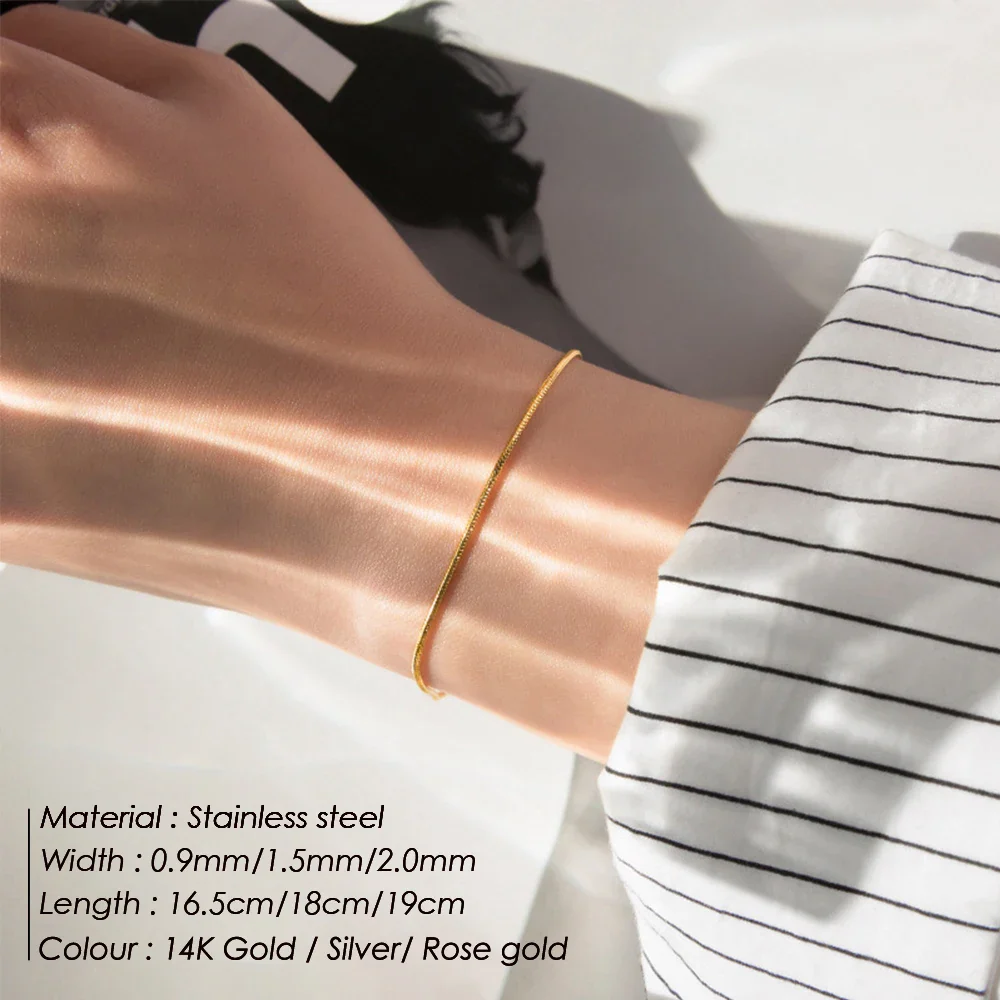 Material : Stainless steel
Width : 0.9mm/1.5mm/2.0mm
Length : 16.5cm/18cm/19cm
Colour : 14K Gold / Silver/ Rose gold